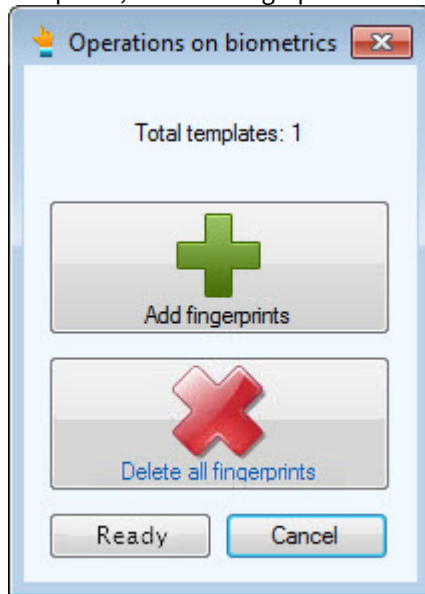 Operations on biometrics
Total templates: 1
Add fingerprints
Delete all fingerprints
Ready
Cancel